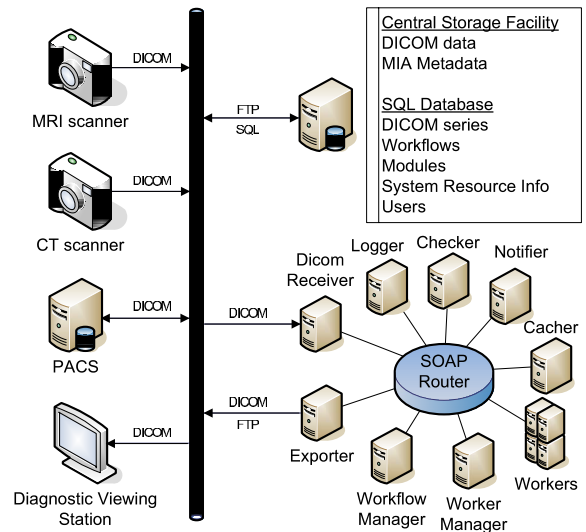 DICOM
MRI scanner
DICOM
CT scanner
DICOM
PACS
DICOM
Diagnostic Viewing
Station
FTP
SQL
Central Storage Facility
DICOM data
MIA Metadata
SQL Database
DICOM series
Workflows
Modules
System Resource Info
Users
DICOM
Dicom
Receiver
Logger
Checker
Notifier
Cacher
SOAP
Router
DICOM
FTP
Exporter
Workflow
Manager
Worker
Manager
Workers